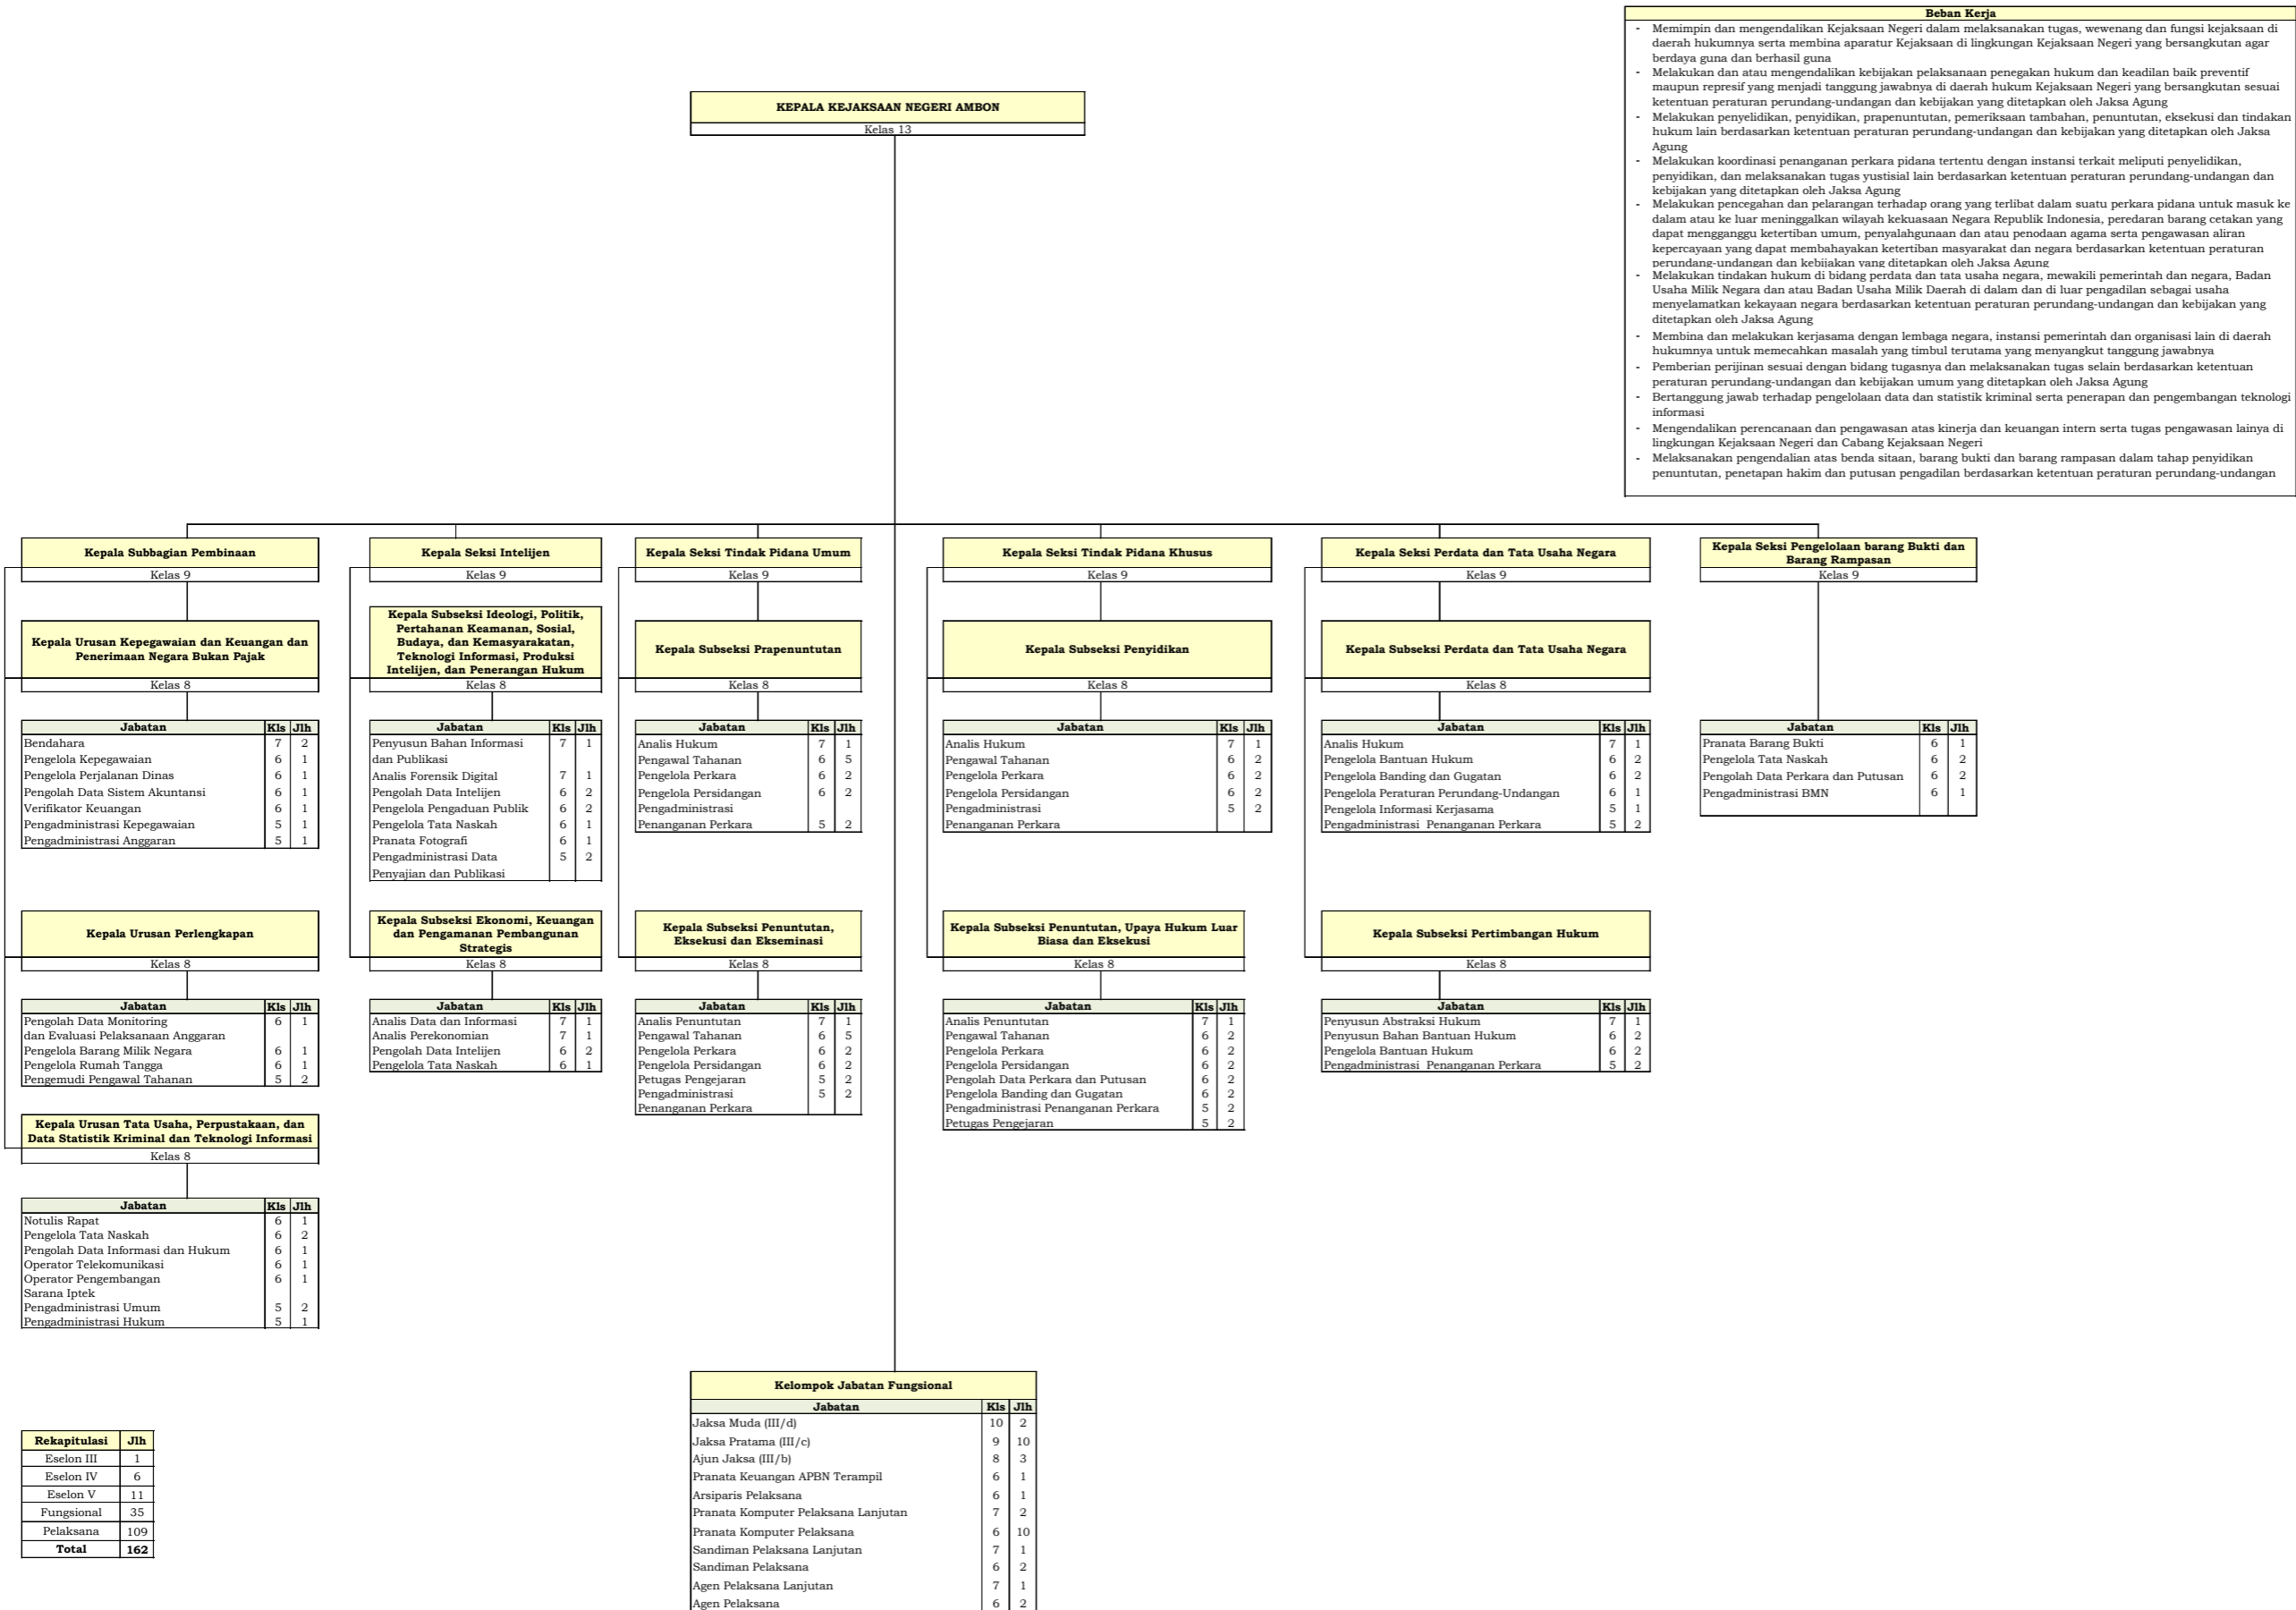 Beban Kerja
- Memimpin dan mengendalikan Kejaksaan Negeri dalam melaksanakan tugas, wewenang dan fungsi kejaksaan di
daerah hukumnya serta membina aparatur Kejaksaan di lingkungan Kejaksaan Negeri yang bersangkutan agar
berdaya guna dan berhasil guna
- Melakukan dan atau mengendalikan kebijakan pelaksanaan penegakan hukum dan keadilan baik preventif
maupun represif yang menjadi tanggung jawabnya di daerah hukum Kejaksaan Negeri yang bersangkutan sesuai
ketentuan peraturan perundang-undangan dan kebijakan yang ditetapkan oleh Jaksa Agung
- Melakukan penyelidikan, penyidikan, prapenuntutan, pemeriksaan tambahan, penuntutan, eksekusi dan tindakan
hukum lain berdasarkan ketentuan peraturan perundang-undangan dan kebijakan yang ditetapkan oleh Jaksa
Agung
- Melakukan koordinasi penanganan perkara pidana tertentu dengan instansi terkait meliputi penyelidikan,
penyidikan, dan melaksanakan tugas yustisial lain berdasarkan ketentuan peraturan perundang-undangan dan
kebijakan yang ditetapkan oleh Jaksa Agung
- Melakukan pencegahan dan pelarangan terhadap orang yang terlibat dalam suatu perkara pidana untuk masuk ke
dalam atau ke luar meninggalkan wilayah kekuasaan Negara Republik Indonesia, peredaran barang cetakan yang
dapat mengganggu ketertiban umum, penyalahgunaan dan atau penodaan agama serta pengawasan aliran
kepercayaan yang dapat membahayakan ketertiban masyarakat dan negara berdasarkan ketentuan peraturan
perundang-undangan dan kebijakan yang ditetapkan oleh Jaksa Agung
- Melakukan tindakan hukum di bidang perdata dan tata usaha negara, mewakili pemerintah dan negara, Badan
Usaha Milik Negara dan atau Badan Usaha Milik Daerah di dalam dan di luar pengadilan sebagai usaha
menyelamatkan kekayaan negara berdasarkan ketentuan peraturan perundang-undangan dan kebijakan yang
ditetapkan oleh Jaksa Agung
- Membina dan melakukan kerjasama dengan lembaga negara, instansi pemerintah dan organisasi lain di daerah
hukumnya untuk memecahkan masalah yang timbul terutama yang menyangkut tanggung jawabnya
- Pemberian perijinan sesuai dengan bidang tugasnya dan melaksanakan tugas selain berdasarkan ketentuan
peraturan perundang-undangan dan kebijakan umum yang ditetapkan oleh Jaksa Agung
- Bertanggung jawab terhadap pengelolaan data dan statistik kriminal serta penerapan dan pengembangan teknologi
informasi
- Mengendalikan perencanaan dan pengawasan atas kinerja dan keuangan intern serta tugas pengawasan lainya di
lingkungan Kejaksaan Negeri dan Cabang Kejaksaan Negeri
- Melaksanakan pengendalian atas benda sitaan, barang bukti dan barang rampasan dalam tahap penyidikan
penuntutan, penetapan hakim dan putusan pengadilan berdasarkan ketentuan peraturan perundang-undangan
KEPALA KEJAKSAAN NEGERI AMBON
Kelas 13
Kepala Subbagian Pembinaan
Kelas 9
Kepala Urusan Kepegawaian dan Keuangan dan
Penerimaan Negara Bukan Pajak
Kelas 8
Jabatan Kls Jlh
Bendahara 7 2
Pengelola Kepegawaian 6 1
Pengelola Perjalanan Dinas 6 1
Pengolah Data Sistem Akuntansi 6 1
Verifikator Keuangan 6 1
Pengadministrasi Kepegawaian 5 1
Pengadministrasi Anggaran 5 1
Kepala Urusan Perlengkapan
Kelas 8
Jabatan Kls Jlh
Pengolah Data Monitoring 6 1
dan Evaluasi Pelaksanaan Anggaran
Pengelola Barang Milik Negara 6 1
Pengelola Rumah Tangga 6 1
Pengemudi Pengawal Tahanan 5 2
Kepala Urusan Tata Usaha, Perpustakaan, dan
Data Statistik Kriminal dan Teknologi Informasi
Kelas 8
Jabatan Kls Jlh
Notulis Rapat 6 1
Pengelola Tata Naskah 6 2
Pengolah Data Informasi dan Hukum 6 1
Operator Telekomunikasi 6 1
Operator Pengembangan 6 1
Sarana Iptek
Pengadministrasi Umum 5 2
Pengadministrasi Hukum 5 1
Kepala Seksi Intelijen
Kelas 9
Kepala Subseksi Ideologi, Politik,
Pertahanan Keamanan, Sosial,
Budaya, dan Kemasyarakatan,
Teknologi Informasi, Produksi
Intelijen, dan Penerangan Hukum
Kelas 8
Jabatan Kls Jlh
Penyusun Bahan Informasi 7 1
dan Publikasi
Analis Forensik Digital 7 1
Pengolah Data Intelijen 6 2
Pengelola Pengaduan Publik 6 2
Pengelola Tata Naskah 6 1
Pranata Fotografi 6 1
Pengadministrasi Data 5 2
Penyajian dan Publikasi
Kepala Subseksi Ekonomi, Keuangan
dan Pengamanan Pembangunan
Strategis
Kelas 8
Jabatan Kls Jlh
Analis Data dan Informasi 7 1
Analis Perekonomian 7 1
Pengolah Data Intelijen 6 2
Pengelola Tata Naskah 6 1
Kepala Seksi Tindak Pidana Umum
Kelas 9
Kepala Subseksi Prapenuntutan
Kelas 8
Jabatan Kls Jlh
Analis Hukum 7 1
Pengawal Tahanan 6 5
Pengelola Perkara 6 2
Pengelola Persidangan 6 2
Pengadministrasi
Penanganan Perkara 5 2
Kepala Subseksi Penuntutan,
Eksekusi dan Ekseminasi
Kelas 8
Jabatan Kls Jlh
Analis Penuntutan 7 1
Pengawal Tahanan 6 5
Pengelola Perkara 6 2
Pengelola Persidangan 6 2
Petugas Pengejaran 5 2
Pengadministrasi 5 2
Penanganan Perkara
Kepala Seksi Tindak Pidana Khusus
Kelas 9
Kepala Subseksi Penyidikan
Kelas 8
Jabatan Kls Jlh
Analis Hukum 7 1
Pengawal Tahanan 6 2
Pengelola Perkara 6 2
Pengelola Persidangan 6 2
Pengadministrasi 5 2
Penanganan Perkara
Kepala Subseksi Penuntutan, Upaya Hukum Luar
Biasa dan Eksekusi
Kelas 8
Jabatan Kls Jlh
Analis Penuntutan 7 1
Pengawal Tahanan 6 2
Pengelola Perkara 6 2
Pengelola Persidangan 6 2
Pengolah Data Perkara dan Putusan 6 2
Pengelola Banding dan Gugatan 6 2
Pengadministrasi Penanganan Perkara 5 2
Petugas Pengejaran 5 2
Kepala Seksi Perdata dan Tata Usaha Negara
Kelas 9
Kepala Subseksi Perdata dan Tata Usaha Negara
Kelas 8
Jabatan Kls Jlh
Analis Hukum 7 1
Pengelola Bantuan Hukum 6 2
Pengelola Banding dan Gugatan 6 2
Pengelola Peraturan Perundang-Undangan 6 1
Pengelola Informasi Kerjasama 5 1
Pengadministrasi Penanganan Perkara 5 2
Kepala Subseksi Pertimbangan Hukum
Kelas 8
Jabatan Kls Jlh
Penyusun Abstraksi Hukum 7 1
Penyusun Bahan Bantuan Hukum 6 2
Pengelola Bantuan Hukum 6 2
Pengadministrasi Penanganan Perkara 5 2
Kepala Seksi Pengelolaan barang Bukti dan
Barang Rampasan
Kelas 9
Jabatan Kls Jlh
Pranata Barang Bukti 6 1
Pengelola Tata Naskah 6 2
Pengolah Data Perkara dan Putusan 6 2
Pengadministrasi BMN 6 1
Kelompok Jabatan Fungsional
Jabatan Kls Jlh
Jaksa Muda (III/d) 10 2
Jaksa Pratama (III/c) 9 10
Ajun Jaksa (III/b) 8 3
Pranata Keuangan APBN Terampil 6 1
Arsiparis Pelaksana 6 1
Pranata Komputer Pelaksana Lanjutan 7 2
Pranata Komputer Pelaksana 6 10
Sandiman Pelaksana Lanjutan 7 1
Sandiman Pelaksana 6 2
Agen Pelaksana Lanjutan 7 1
Agen Pelaksana 6 2
Rekapitulasi Jlh
Eselon III 1
Eselon IV 6
Eselon V 11
Fungsional 35
Pelaksana 109
Total 162